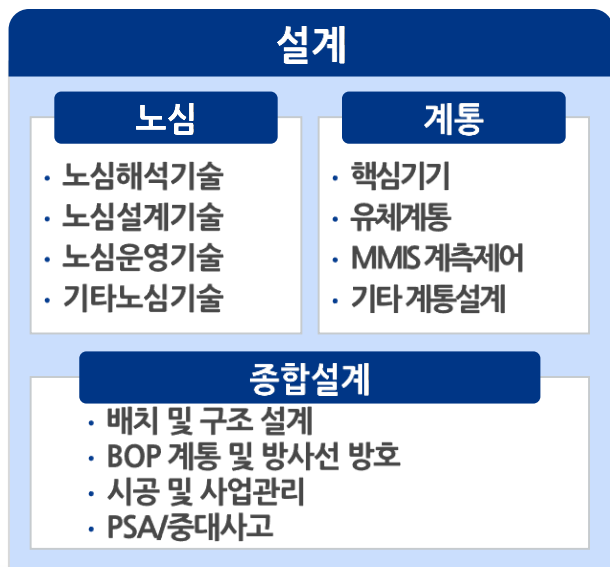 설계
노심
· 노심해석기술
· 노심설계기술
· 노심운영기술
· 기타노심기술
계통
· 핵심기기
· 유체계통
· MMIS 계측제어
· 기타 계통설계
종합설계
· 배치 및 구조 설계
· BOP 계통 및 방사선 방호
· 시공 및 사업관리
· PSA/중대사고